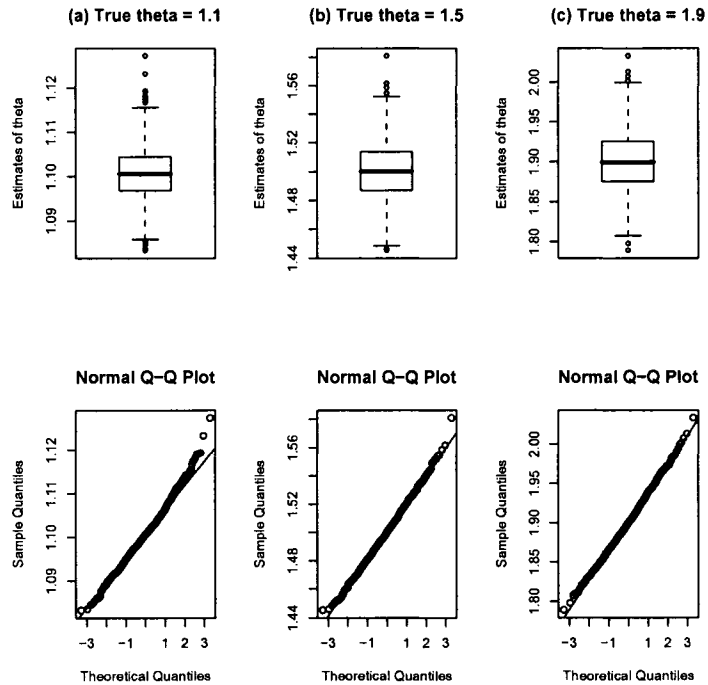 (a) True theta = 1.1
(b) True theta = 1.5
(c) True theta = 1.9
Estimates of theta
1.12
1.11
1.10
1.09
Estimates of theta
1.56
1.52
1.48
1.44
Estimates of theta
2.00
1.95
1.90
1.85
1.80
Normal Q-Q Plot
Normal Q-Q Plot
Normal Q-Q Plot
Sample Quantiles
1.12
1.11
1.10
1.09
Sample Quantiles
1.56
1.52
1.48
1.44
Sample Quantiles
2.00
1.95
1.90
1.85
1.80
-3 -1 1 2 3
-3 -1 1 2 3
-3 -1 1 2 3
Theoretical Quantiles
Theoretical Quantiles
Theoretical Quantiles